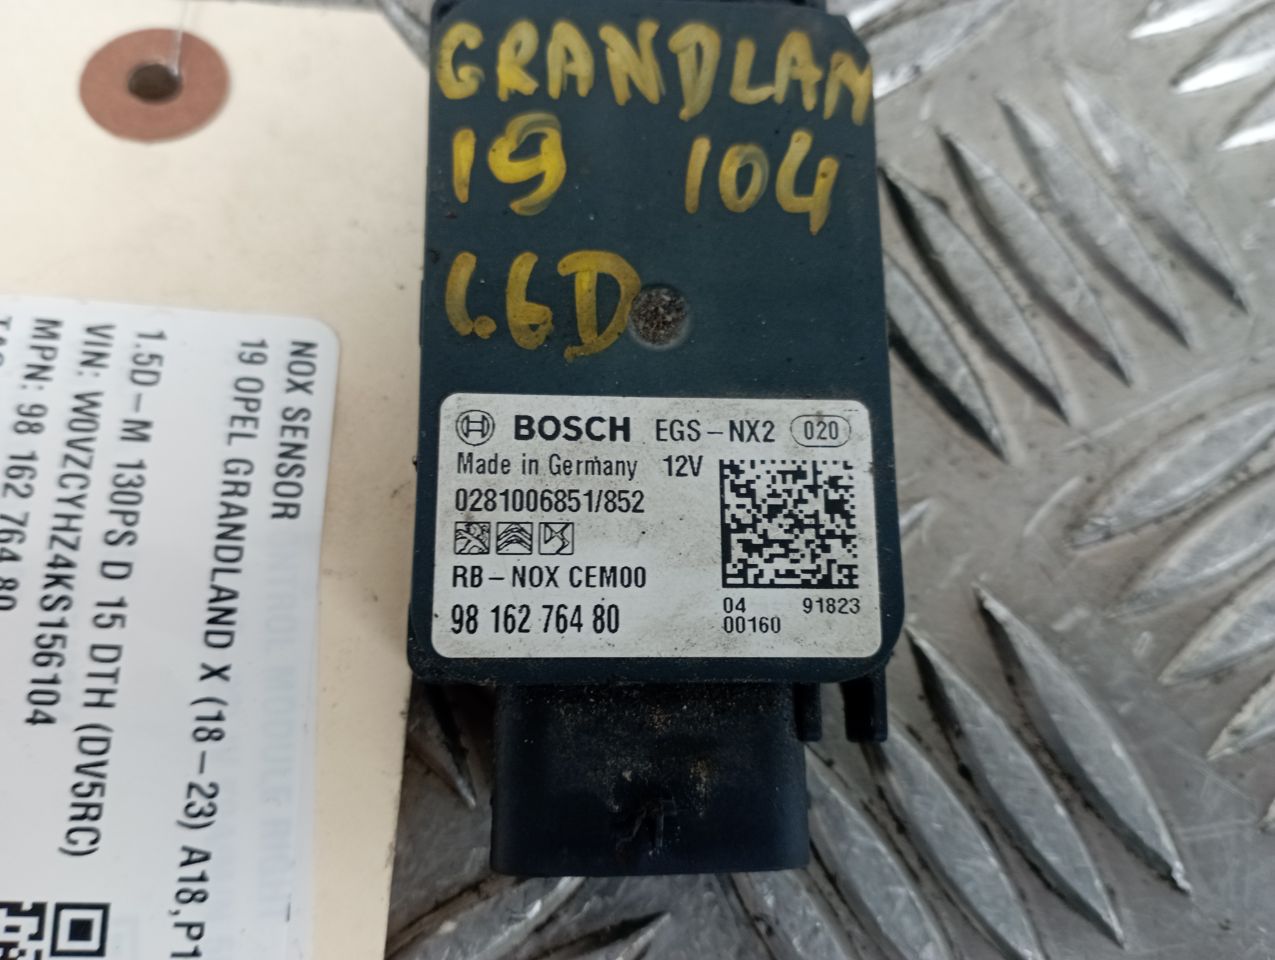 GRANDLAN
19 104
1.6D
BOSCH EGS-NX2 020
Made in Germany 12V
0281006851/852
RB-NOX CEM00
98 162 764 80
04 91823
00160
NOX SENSOR
19 OPEL GRANDLAND X (18-23) A18,P1
1.5D-M 130PS D 15 DTH (DV5RC)
VIN: W0VZCYHZ4KS156104
MPN: 98 162 764 80